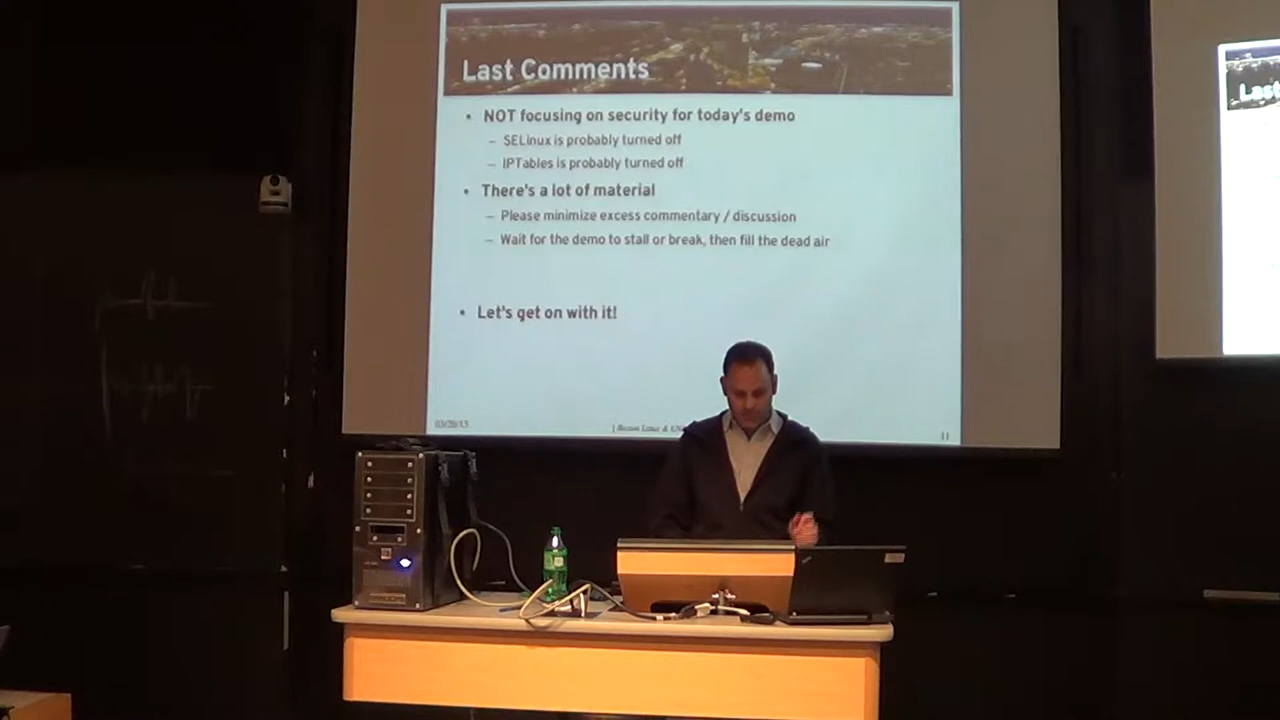 Last Comments
• NOT focusing on security for today's demo
– SELinux is probably turned off
– IPTables is probably turned off
• There's a lot of material
– Please minimize excess commentary / discussion
– Wait for the demo to stall or break, then fill the dead air
• Let's get on with it!
11
Last